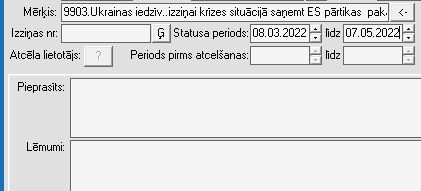 Mērķis: 9903.Ukrainas iedzīv..izziņai krīzes situācijā saņemt ES pārtikas pak. <-
Izziņas nr: Ģ Statusa periods: 08.03.2022 līdz 07.05.2022
Atcēla lietotājs: ? Periods pirms atcelšanas: līdz
Pieprasīts:
Lēmumi: